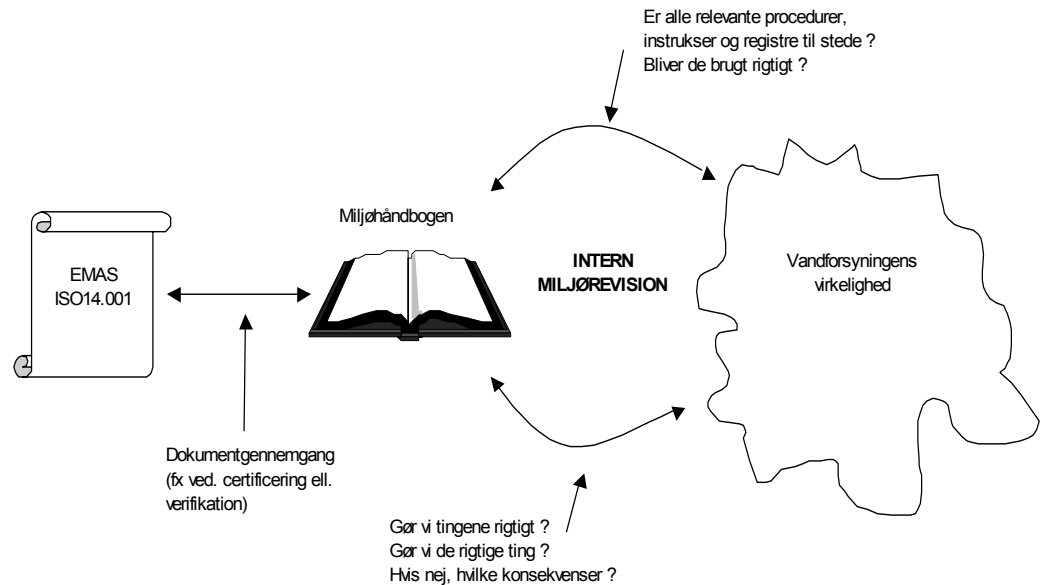 Er alle relevante procedurer,
instrukser og registre til stede ?
Bliver de brugt rigtigt ?
Miljøhåndbogen
EMAS
ISO14.001
INTERN
MILJØREVISION
Vandforsyningens
virkelighed
Dokumentgennemgang
(fx ved. certificering ell.
verifikation)
Gør vi tingene rigtigt ?
Gør vi de rigtige ting ?
Hvis nej, hvilke konsekvenser ?